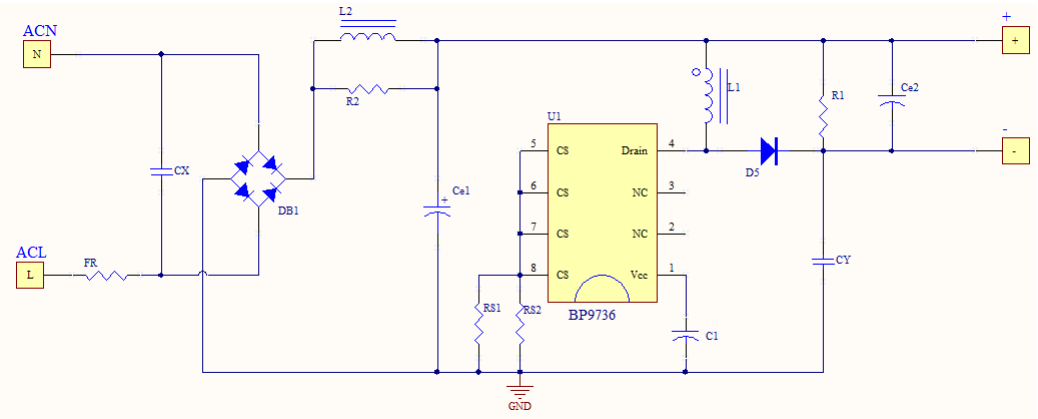 L2
+
ACN
N
+
R2
L1
R1
Ce2
U1
-
5 CS Drain 4
-
CX
D5
6 CS NC 3
Ce1
+
DB1
7 CS NC 2
ACL
FR
CY
L
8 CS Vcc 1
RS1
RS2
BP9736
C1
GND